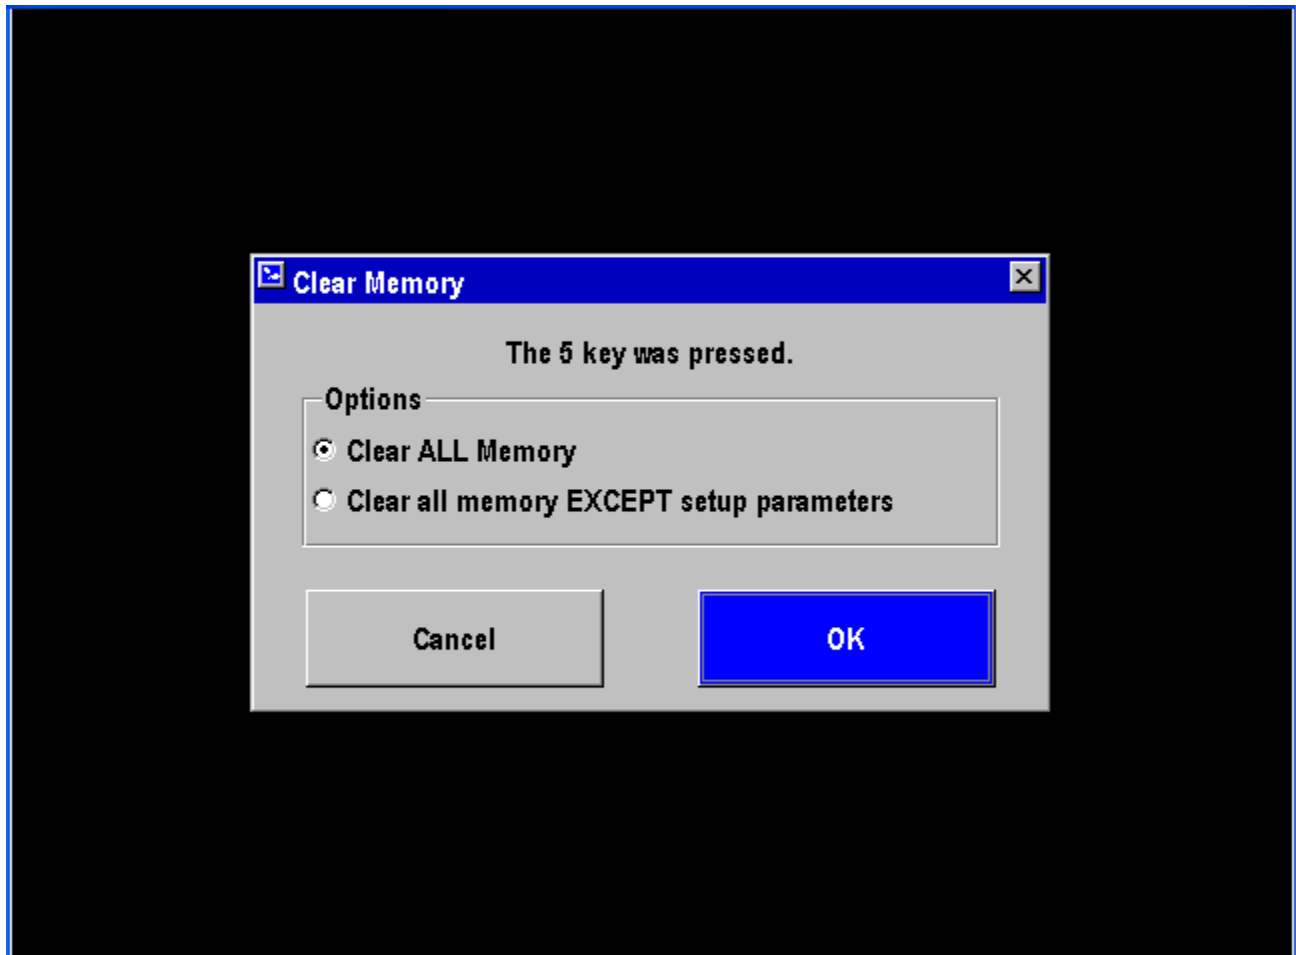 Clear Memory
The 5 key was pressed.
Options
Clear ALL Memory
Clear all memory EXCEPT setup parameters
Cancel
OK